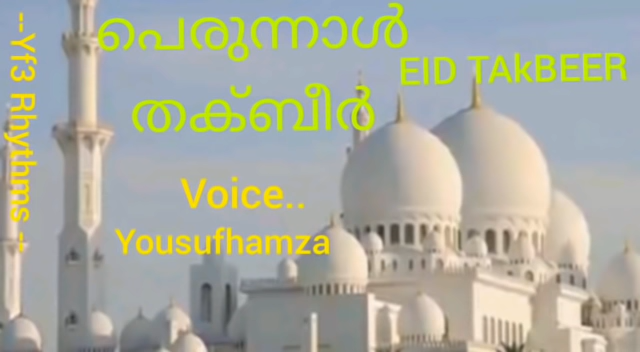 പെരുന്നാൾ
EID TAkBEER
തക്ബീർ
Voice..
Yousufhamza
--Yf3 Rhythms --